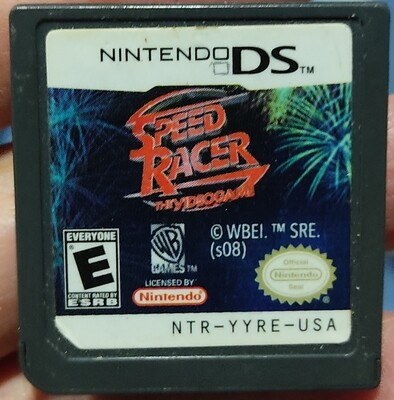 NINTENDO DS™
SPEED
RACER
THE VIDEOGAME
EVERYONE
E
CONTENT RATED BY
ESRB
WB
GAMES™
© WBEI. ™ SRE.
(s08)
LICENSED BY
Nintendo
Official
Nintendo
Seal
NTR-YYRE-USA